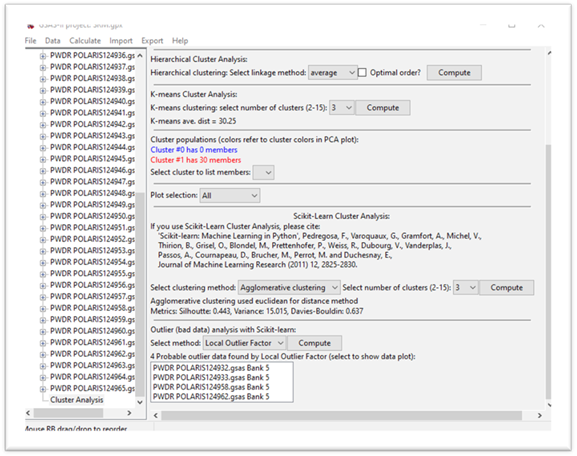 GSAS-II project: SKM.gpx
File Data Calculate Import Export Help
PWDR POLARIS124936.gs
PWDR POLARIS124937.gs
PWDR POLARIS124938.gs
PWDR POLARIS124939.gs
PWDR POLARIS124940.gs
PWDR POLARIS124941.gs
PWDR POLARIS124942.gs
PWDR POLARIS124943.gs
PWDR POLARIS124944.gs
PWDR POLARIS124945.gs
PWDR POLARIS124946.gs
PWDR POLARIS124947.gs
PWDR POLARIS124948.gs
PWDR POLARIS124949.gs
PWDR POLARIS124950.gs
PWDR POLARIS124951.gs
PWDR POLARIS124952.gs
PWDR POLARIS124953.gs
PWDR POLARIS124954.gs
PWDR POLARIS124955.gs
PWDR POLARIS124956.gs
PWDR POLARIS124957.gs
PWDR POLARIS124958.gs
PWDR POLARIS124959.gs
PWDR POLARIS124960.gs
PWDR POLARIS124961.gs
PWDR POLARIS124962.gs
PWDR POLARIS124963.gs
PWDR POLARIS124964.gs
PWDR POLARIS124965.gs
Cluster Analysis
Mouse RB drag/drop to reorder
Hierarchical Cluster Analysis:
Hierarchical clustering: Select linkage method: average Optimal order? Compute
K-means Cluster Analysis:
K-means clustering: select number of clusters (2-15): 3 Compute
K-means ave. dist = 30.25
Cluster populations (colors refer to cluster colors in PCA plot):
Cluster #0 has 0 members
Cluster #1 has 30 members
Select cluster to list members:
Plot selection: All
Scikit-Learn Cluster Analysis:
If you use Scikit-Learn Cluster Analysis, please cite:
'Scikit-learn: Machine Learning in Python', Pedregosa, F., Varoquaux, G., Gramfort, A., Michel, V.,
Thirion, B., Grisel, O., Blondel, M., Prettenhofer, P., Weiss, R., Dubourg, V., Vanderplas, J.,
Passos, A., Cournapeau, D., Brucher, M., Perrot, M. and Duchesnay, E.,
Journal of Machine Learning Research (2011) 12, 2825-2830.
Select clustering method: Agglomerative clustering Select number of clusters (2-15): 3 Compute
Agglomerative clustering used euclidean for distance method
Metrics: Silhoutte: 0.443, Variance: 15.015, Davies-Bouldin: 0.637
Outlier (bad data) analysis with Scikit-learn:
Select method: Local Outlier Factor Compute
4 Probable outlier data found by Local Outlier Factor (select to show data plot):
PWDR POLARIS124932.gsas Bank 5
PWDR POLARIS124933.gsas Bank 5
PWDR POLARIS124958.gsas Bank 5
PWDR POLARIS124962.gsas Bank 5